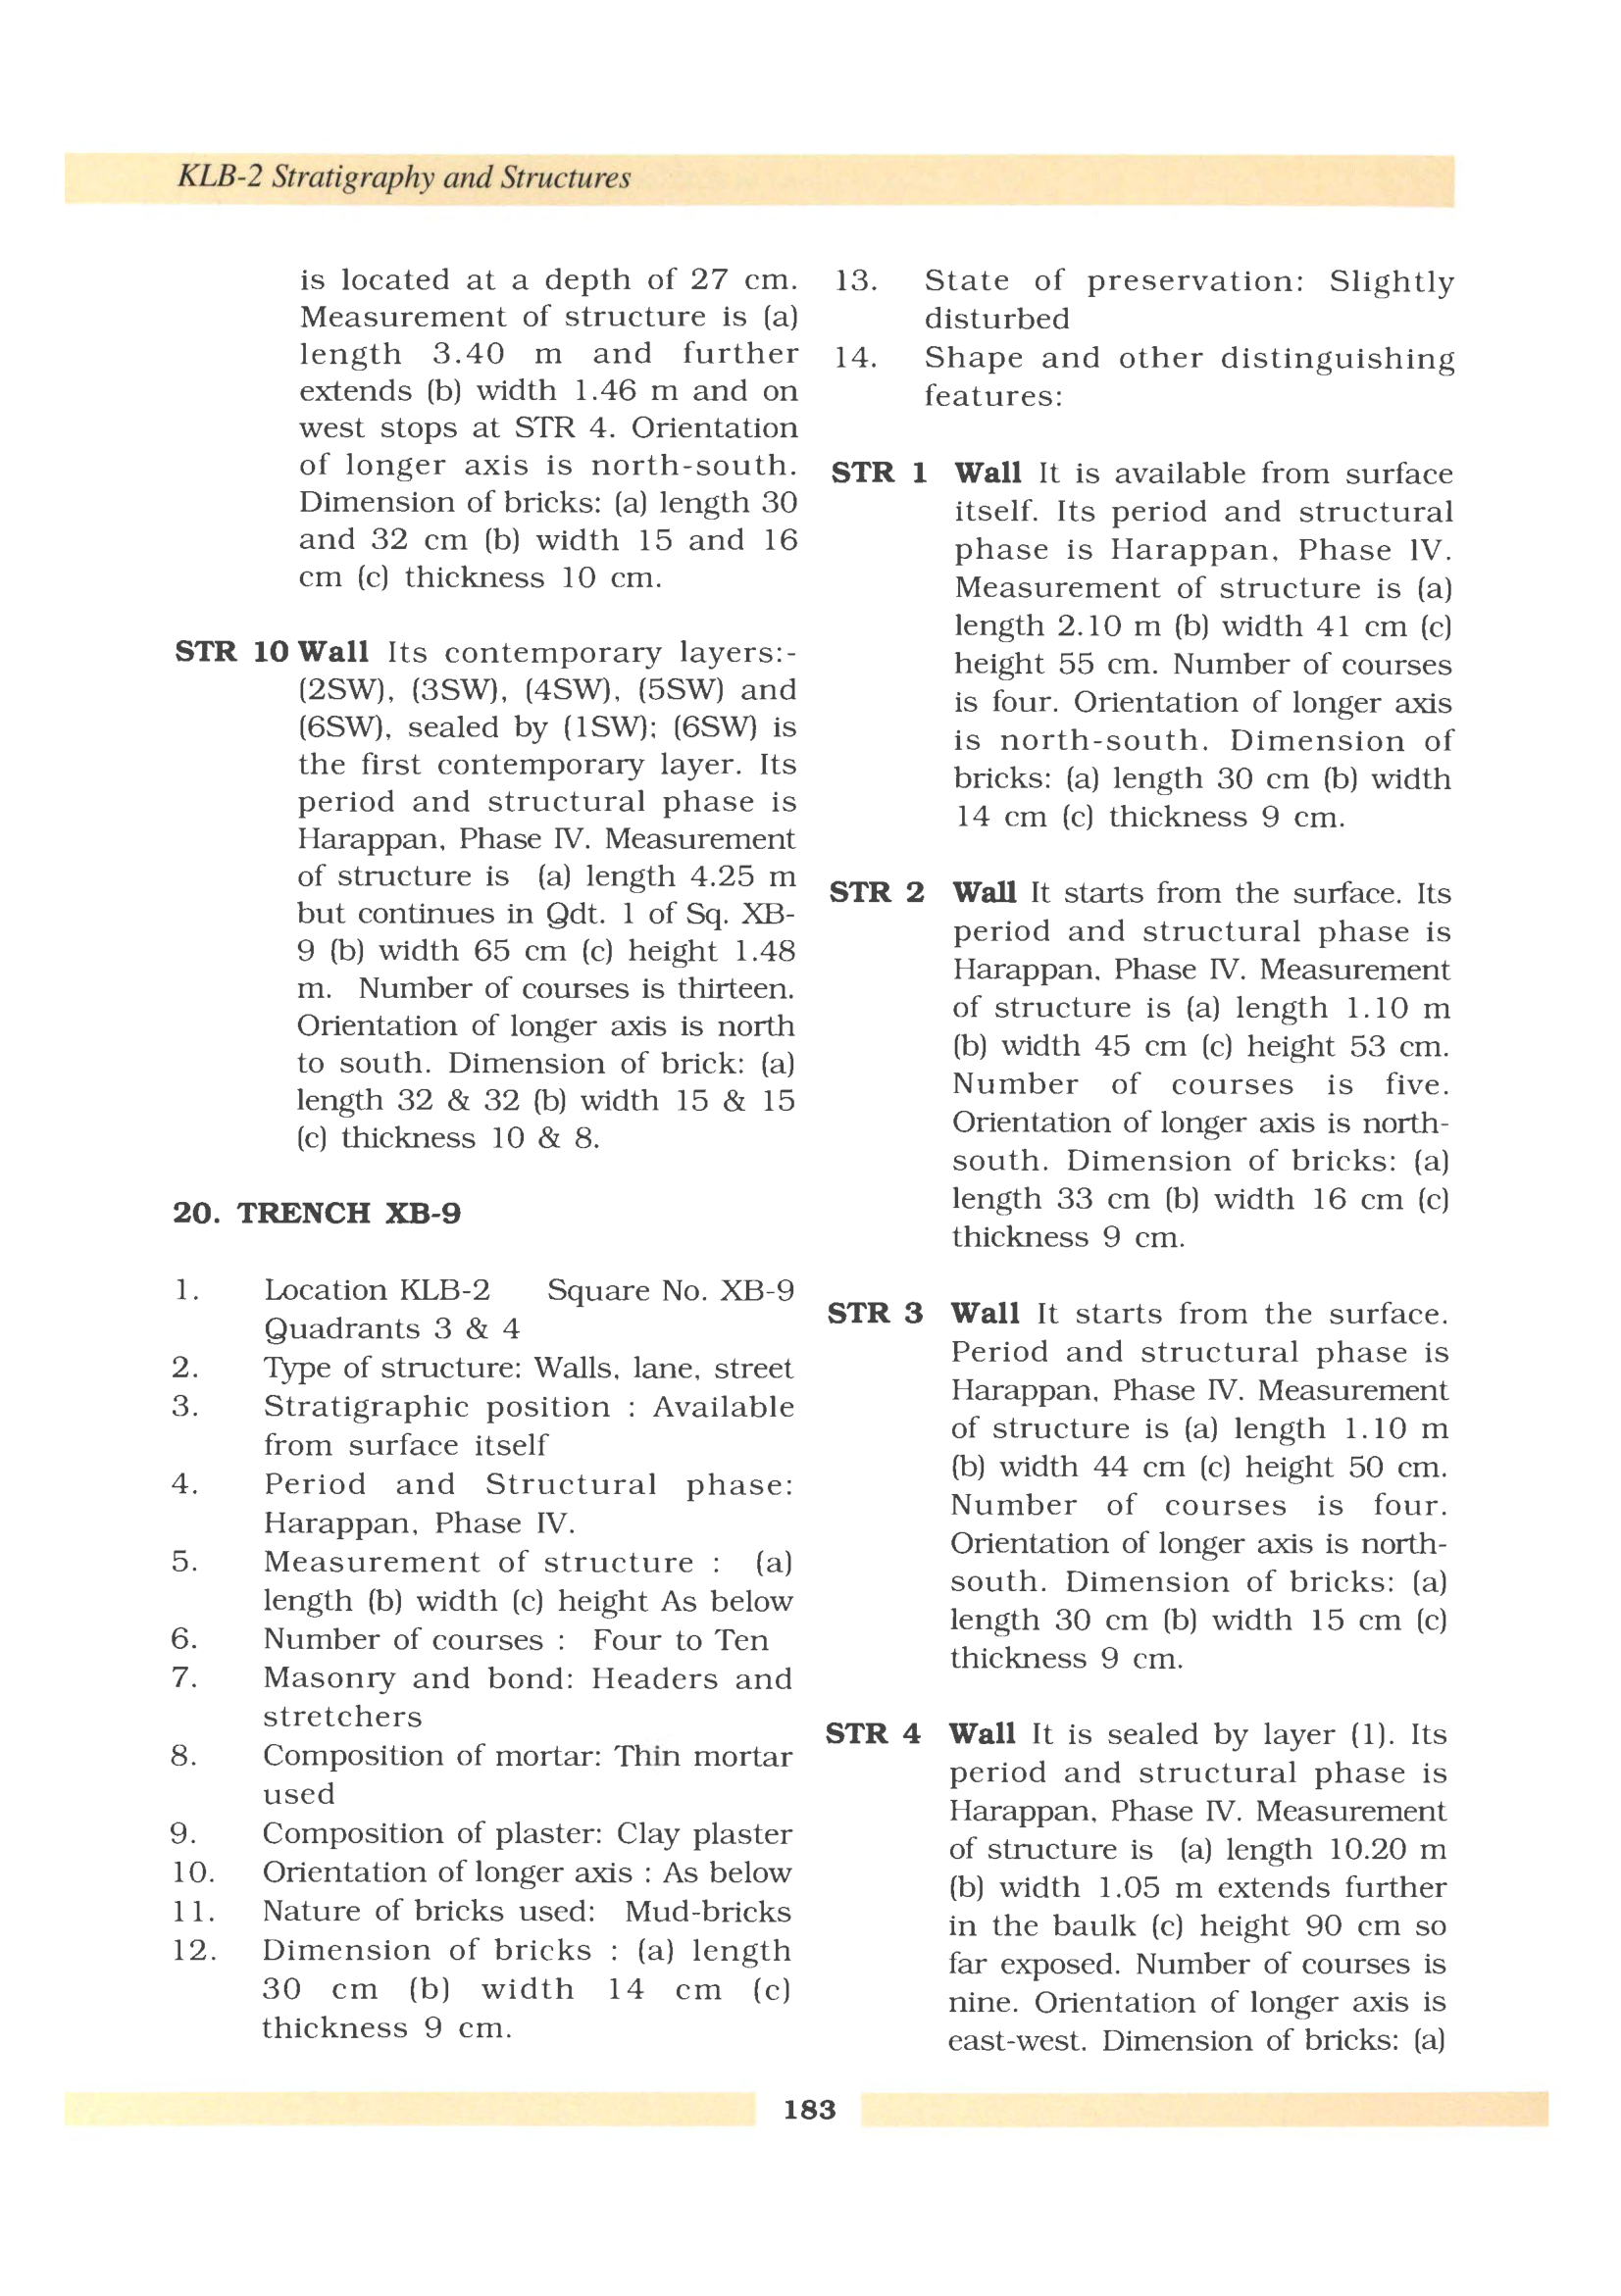 KLB-2 Stratigraphy and Structures
is located at a depth of 27 cm.
Measurement of structure is (a)
length 3.40 m and further
extends (b) width 1.46 m and on
west stops at STR 4. Orientation
of longer axis is north-south.
Dimension of bricks: (a) length 30
and 32 cm (b) width 15 and 16
cm (c) thickness 10 cm.
STR 10 Wall Its contemporary layers:-
(2SW), (3SW), (4SW), (5SW) and
(6SW), sealed by (1SW); (6SW) is
the first contemporary layer. Its
period and structural phase is
Harappan, Phase IV. Measurement
of structure is (a) length 4.25 m
but continues in Qdt. 1 of Sq. XB-
9 (b) width 65 cm (c) height 1.48
m. Number of courses is thirteen.
Orientation of longer axis is north
to south. Dimension of brick: (a)
length 32 & 32 (b) width 15 & 15
(c) thickness 10 & 8.
20. TRENCH XB-9
1. Location KLB-2 Square No. XB-9
Quadrants 3 & 4
2. Type of structure: Walls, lane, street
3. Stratigraphic position : Available
from surface itself
4. Period and Structural phase:
Harappan, Phase IV.
5. Measurement of structure : (a)
length (b) width (c) height As below
6. Number of courses : Four to Ten
7. Masonry and bond: Headers and
stretchers
8. Composition of mortar: Thin mortar
used
9. Composition of plaster: Clay plaster
10. Orientation of longer axis : As below
11. Nature of bricks used: Mud-bricks
12. Dimension of bricks : (a) length
30 cm (b) width 14 cm (c)
thickness 9 cm.
13. State of preservation: Slightly
disturbed
14. Shape and other distinguishing
features:
STR 1 Wall It is available from surface
itself. Its period and structural
phase is Harappan, Phase IV.
Measurement of structure is (a)
length 2.10 m (b) width 41 cm (c)
height 55 cm. Number of courses
is four. Orientation of longer axis
is north-south. Dimension of
bricks: (a) length 30 cm (b) width
14 cm (c) thickness 9 cm.
STR 2 Wall It starts from the surface. Its
period and structural phase is
Harappan, Phase IV. Measurement
of structure is (a) length 1.10 m
(b) width 45 cm (c) height 53 cm.
Number of courses is five.
Orientation of longer axis is north-
south. Dimension of bricks: (a)
length 33 cm (b) width 16 cm (c)
thickness 9 cm.
STR 3 Wall It starts from the surface.
Period and structural phase is
Harappan, Phase IV. Measurement
of structure is (a) length 1.10 m
(b) width 44 cm (c) height 50 cm.
Number of courses is four.
Orientation of longer axis is north-
south. Dimension of bricks: (a)
length 30 cm (b) width 15 cm (c)
thickness 9 cm.
STR 4 Wall It is sealed by layer (1). Its
period and structural phase is
Harappan, Phase IV. Measurement
of structure is (a) length 10.20 m
(b) width 1.05 m extends further
in the baulk (c) height 90 cm so
far exposed. Number of courses is
nine. Orientation of longer axis is
east-west. Dimension of bricks: (a)
183